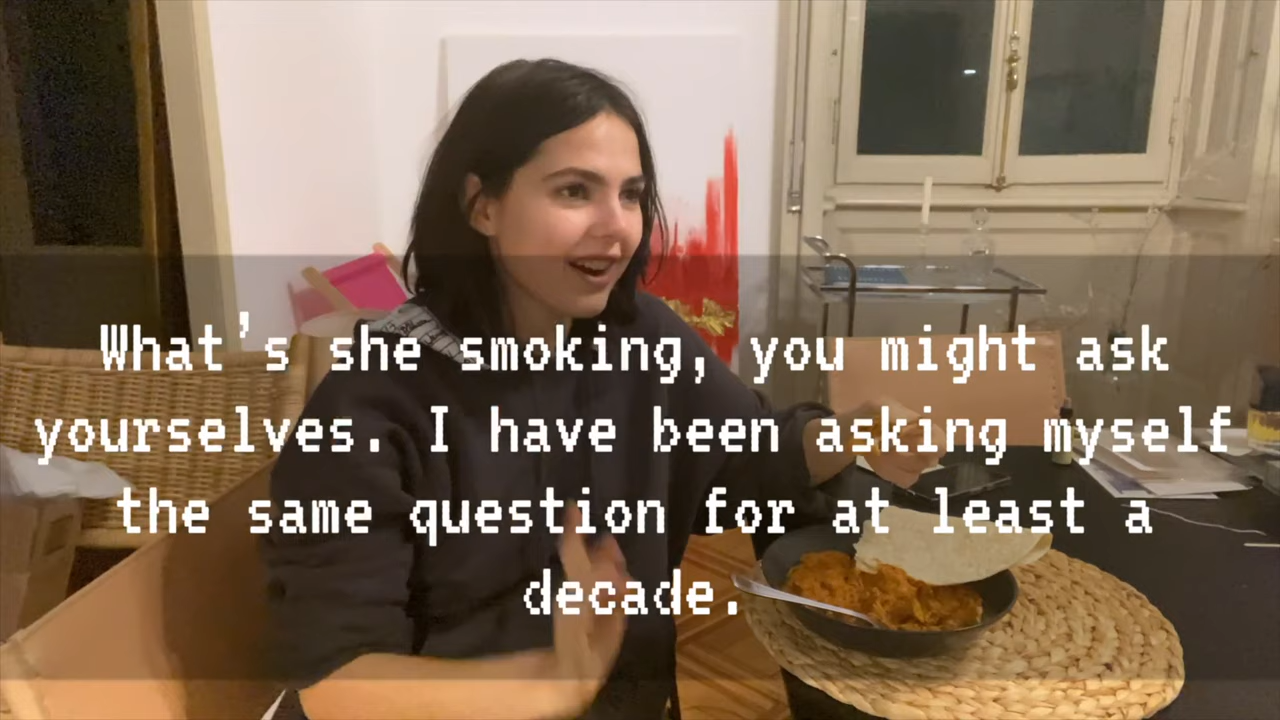 What's she smoking, you might ask
yourselves. I have been asking myself
the same question for at least a
decade.